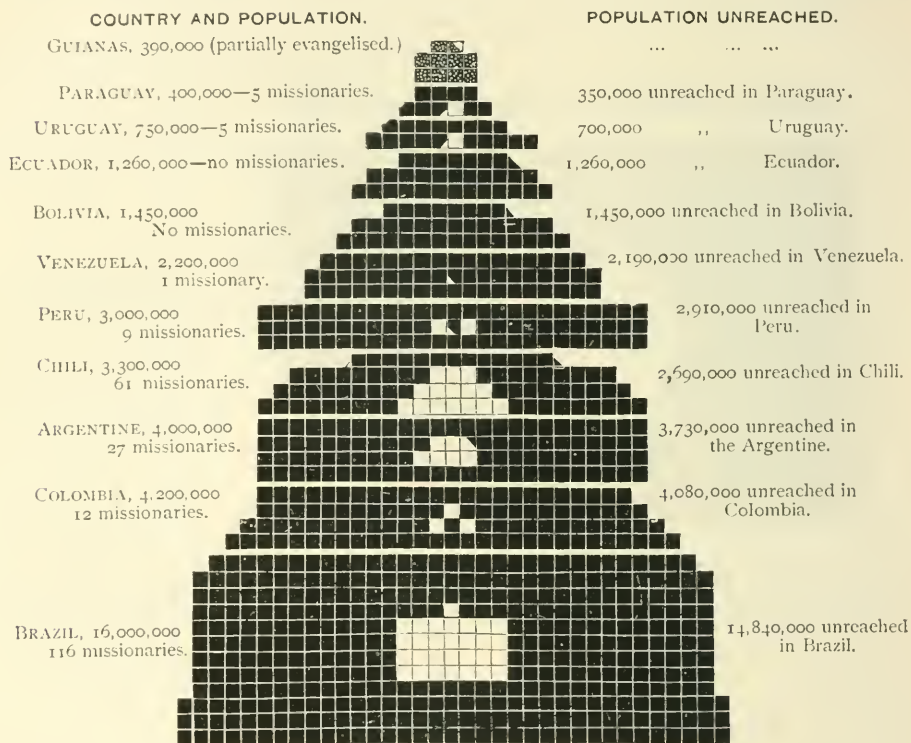 COUNTRY AND POPULATION. POPULATION UNREACHED.
GUIANAS, 390,000 (partially evangelised.) ... ... ...
PARAGUAY, 400,000—5 missionaries. 350,000 unreached in Paraguay.
URUGUAY, 750,000—5 missionaries. 700,000 ,, Uruguay.
ECUADOR, 1,260,000—no missionaries. 1,260,000 ,, Ecuador.
BOLIVIA, 1,450,000
No missionaries.
1,450,000 unreached in Bolivia.
VENEZUELA, 2,200,000
1 missionary.
2,190,000 unreached in Venezuela.
PERU, 3,000,000
9 missionaries.
2,910,000 unreached in
Peru.
CHILI, 3,300,000
61 missionaries.
2,690,000 unreached in Chili.
ARGENTINE, 4,000,000
27 missionaries.
3,730,000 unreached in
the Argentine.
COLOMBIA, 4,200,000
12 missionaries.
4,080,000 unreached in
Colombia.
BRAZIL, 16,000,000
116 missionaries.
14,840,000 unreached
in Brazil.